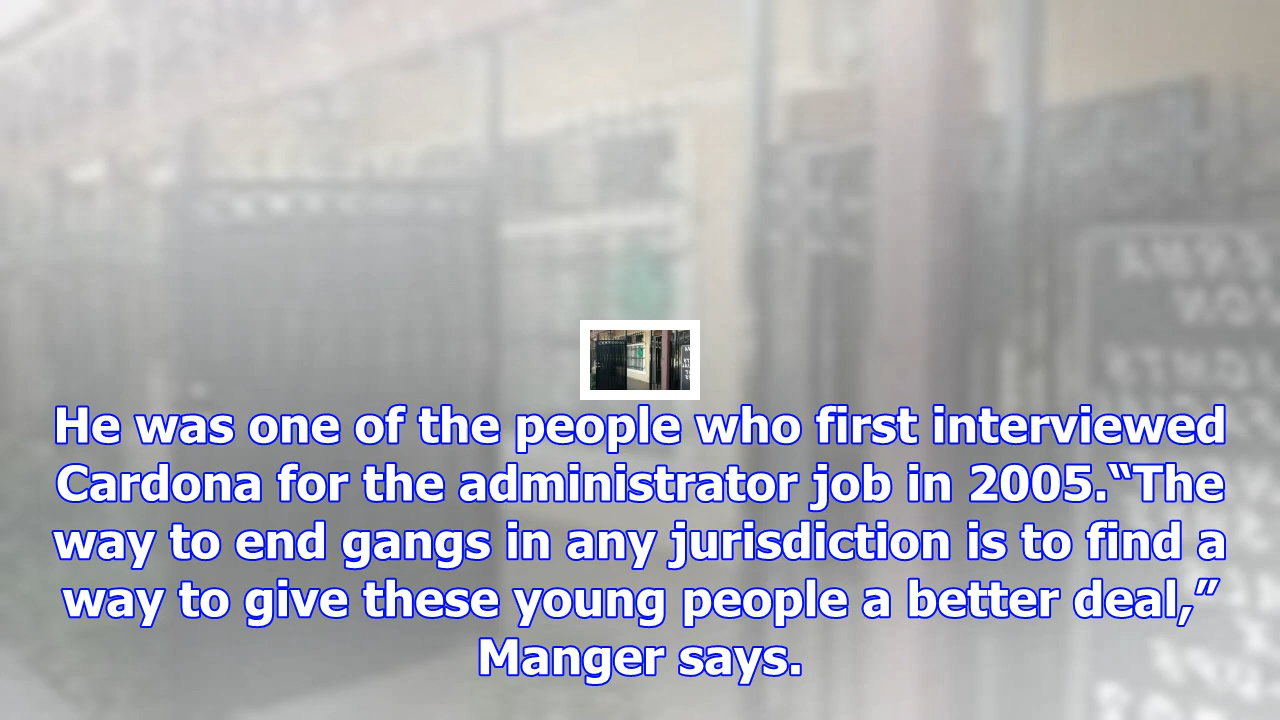 He was one of the people who first interviewed
Cardona for the administrator job in 2005.“The
way to end gangs in any jurisdiction is to find a
way to give these young people a better deal,”
Manger says.